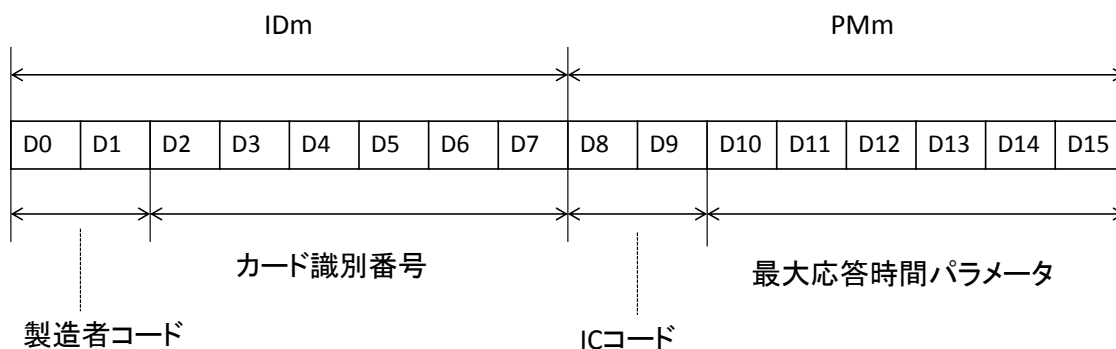 IDm PMm
D0 D1 D2 D3 D4 D5 D6 D7 D8 D9 D10 D11 D12 D13 D14 D15
カード識別番号 最大応答時間パラメータ
製造者コード ICコード